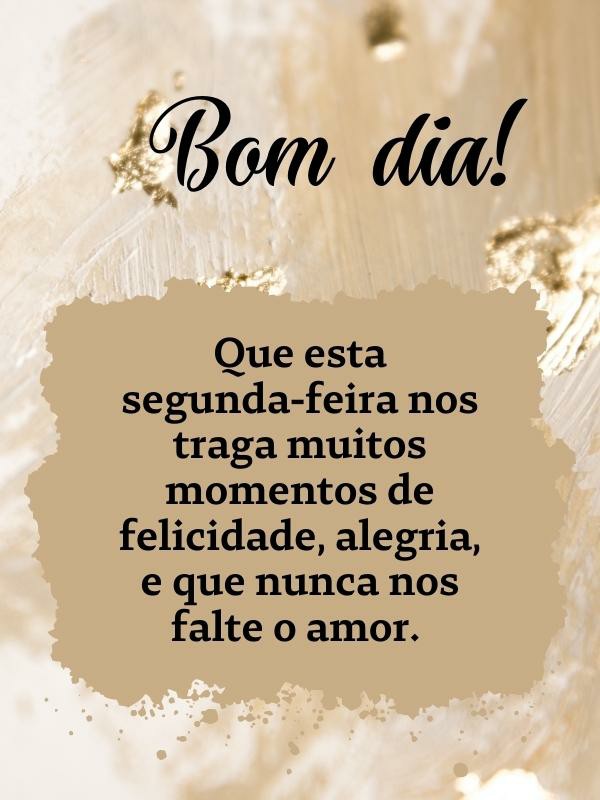 Bom dia!
Que esta
segunda-feira nos
traga muitos
momentos de
felicidade, alegria,
e que nunca nos
falte o amor.